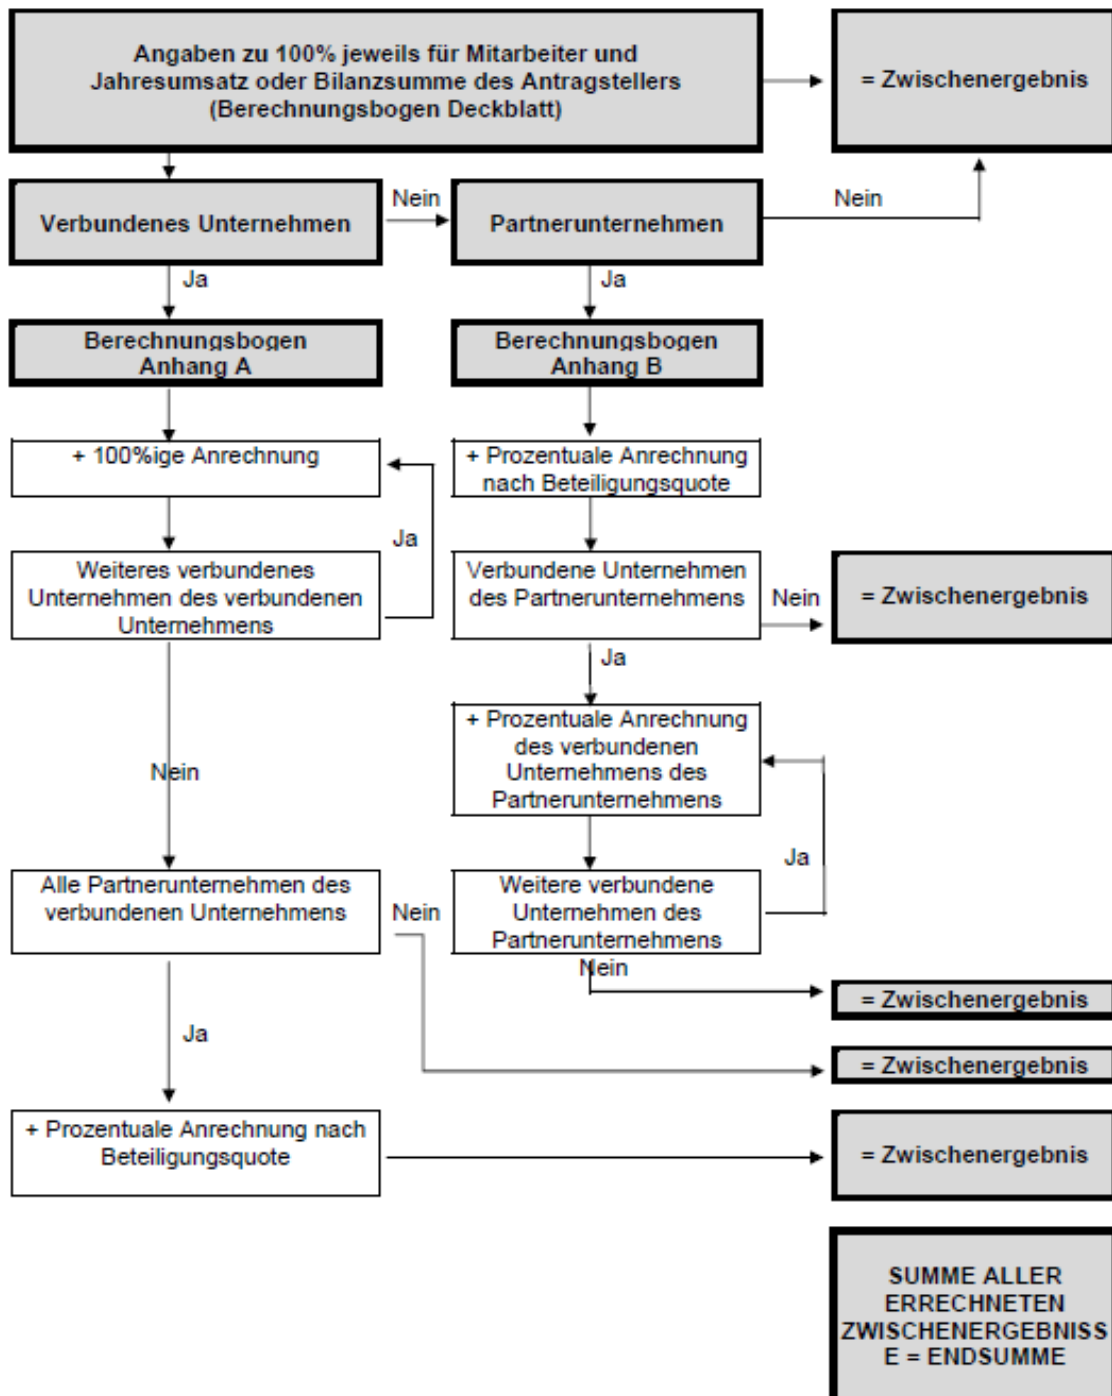 Angaben zu 100% jeweils für Mitarbeiter und
Jahresumsatz oder Bilanzsumme des Antragstellers
(Berechnungsbogen Deckblatt)
= Zwischenergebnis
Verbundenes Unternehmen
Nein
Partnerunternehmen
Nein
Ja
Ja
Berechnungsbogen
Anhang A
Berechnungsbogen
Anhang B
+ 100%ige Anrechnung
+ Prozentuale Anrechnung
nach Beteiligungsquote
Ja
Weiteres verbundenes
Unternehmen des verbundenen
Unternehmens
Verbundene Unternehmen
des Partnerunternehmens
Nein
= Zwischenergebnis
Ja
+ Prozentuale Anrechnung
des verbundenen
Unternehmens des
Partnerunternehmens
Nein
Ja
Alle Partnerunternehmen des
verbundenen Unternehmens
Nein
Weitere verbundene
Unternehmen des
Partnerunternehmens
Nein
= Zwischenergebnis
Ja
= Zwischenergebnis
+ Prozentuale Anrechnung nach
Beteiligungsquote
= Zwischenergebnis
SUMME ALLER
ERRECHNETEN
ZWISCHENERGEBNISS
E = ENDSUMME